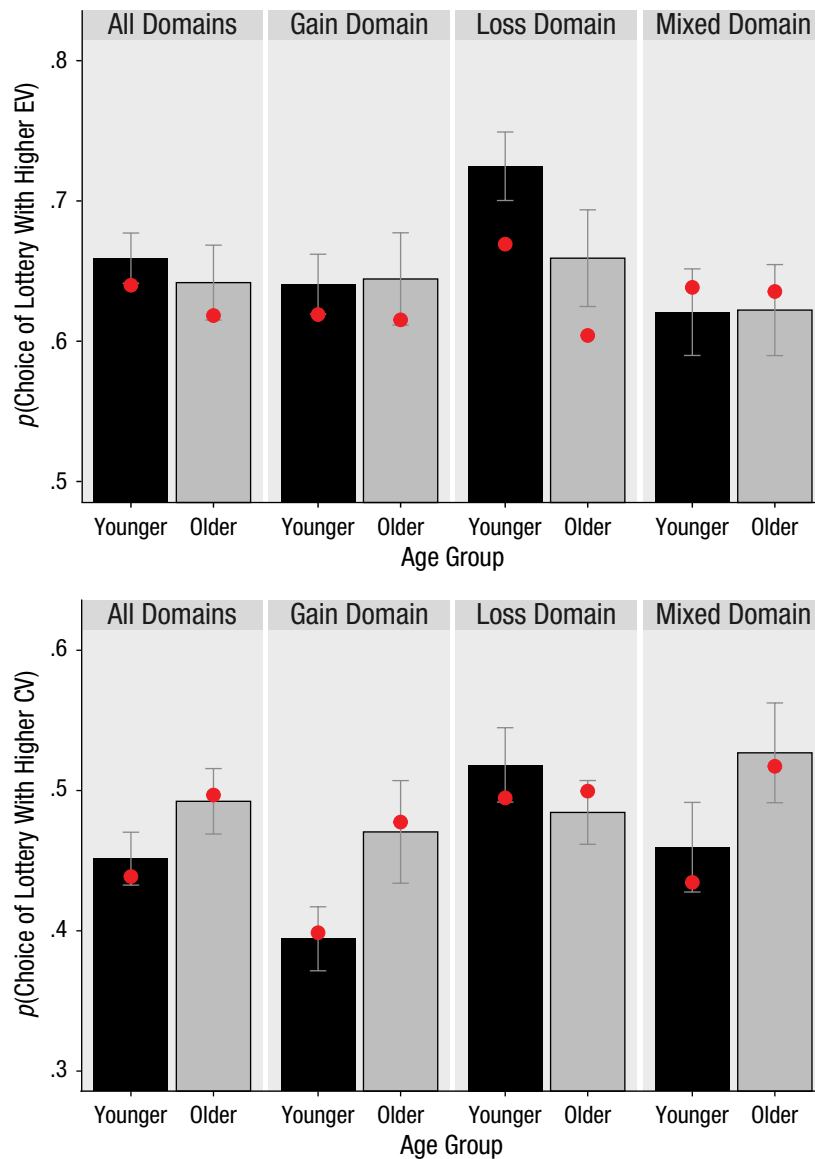 All Domains Gain Domain Loss Domain Mixed Domain
p(Choice of Lottery With Higher EV)
.8
.7
.6
.5
Younger Older Younger Older Younger Older Younger Older
Age Group
All Domains Gain Domain Loss Domain Mixed Domain
p(Choice of Lottery With Higher CV)
.6
.5
.4
.3
Younger Older Younger Older Younger Older Younger Older
Age Group